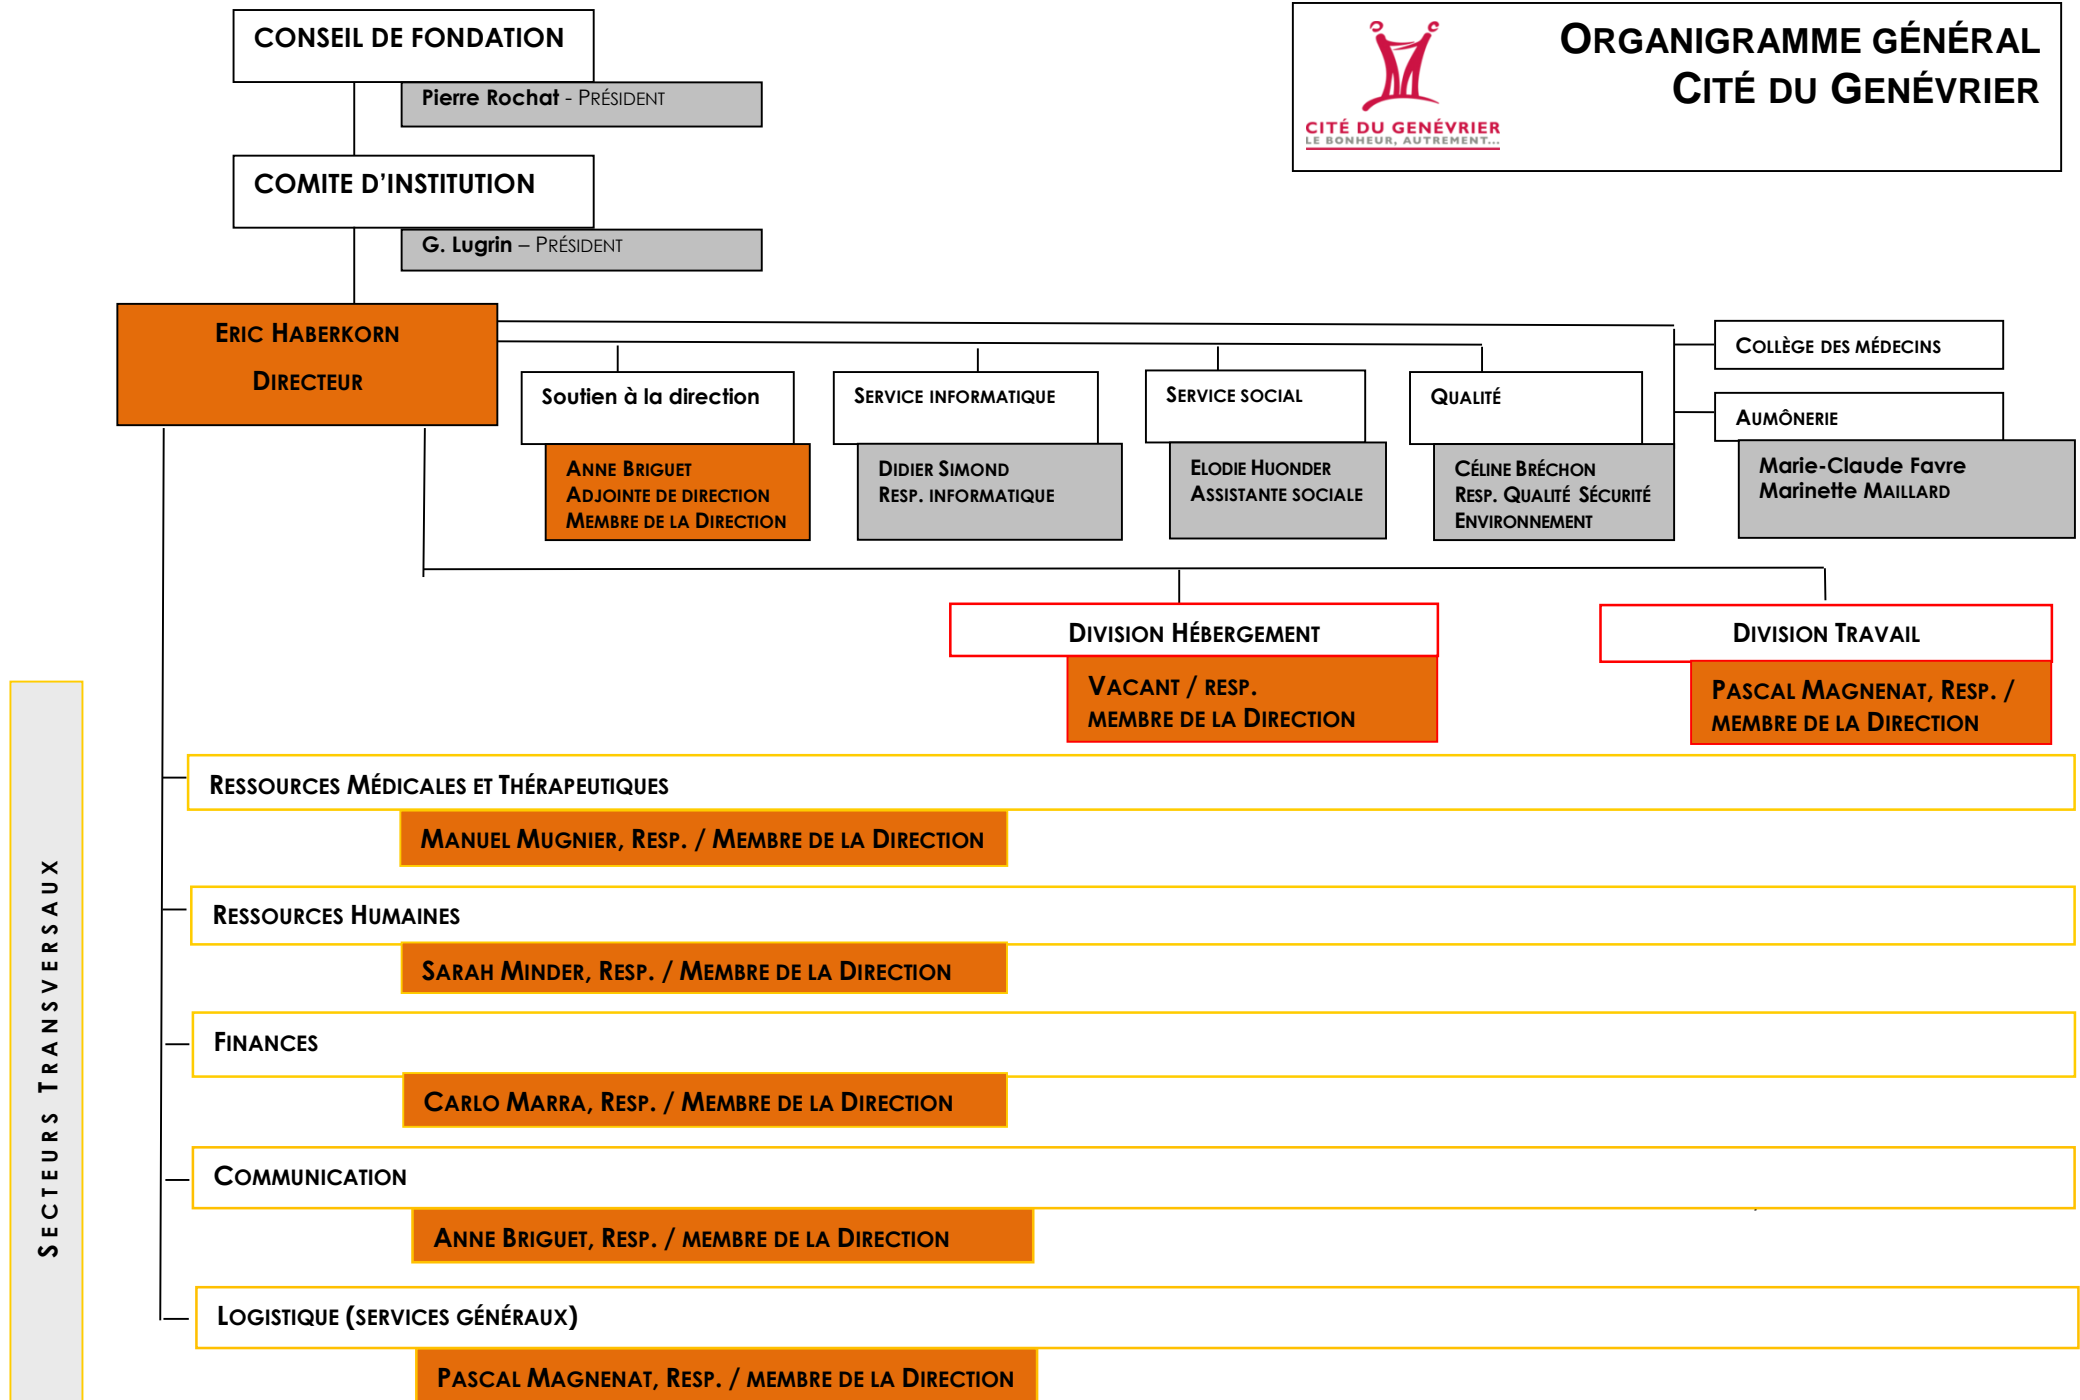 CONSEIL DE FONDATION
Pierre Rochat - PRÉSIDENT
COMITE D'INSTITUTION
G. Lugrin – PRÉSIDENT
CITÉ DU GENÉVRIER
LE BONHEUR, AUTREMENT...
ORGANIGRAMME GÉNÉRAL
CITÉ DU GENÉVRIER
ERIC HABERKORN
DIRECTEUR
Soutien à la direction
ANNE BRIGUET
ADJOINTE DE DIRECTION
MEMBRE DE LA DIRECTION
SERVICE INFORMATIQUE
DIDIER SIMOND
RESP. INFORMATIQUE
SERVICE SOCIAL
ELODIE HUONDER
ASSISTANTE SOCIALE
QUALITÉ
CÉLINE BRÉCHON
RESP. QUALITÉ SÉCURITÉ
ENVIRONNEMENT
COLLÈGE DES MÉDECINS
AUMÔNERIE
Marie-Claude Favre
Marinette MAILLARD
DIVISION HÉBERGEMENT
VACANT / RESP.
MEMBRE DE LA DIRECTION
DIVISION TRAVAIL
PASCAL MAGNENAT, RESP. /
MEMBRE DE LA DIRECTION
SECTEURS TRANSVERSAUX
RESSOURCES MÉDICALES ET THÉRAPEUTIQUES
MANUEL MUGNIER, RESP. / MEMBRE DE LA DIRECTION
RESSOURCES HUMAINES
SARAH MINDER, RESP. / MEMBRE DE LA DIRECTION
FINANCES
CARLO MARRA, RESP. / MEMBRE DE LA DIRECTION
COMMUNICATION
ANNE BRIGUET, RESP. / MEMBRE DE LA DIRECTION
LOGISTIQUE (SERVICES GÉNÉRAUX)
PASCAL MAGNENAT, RESP. / MEMBRE DE LA DIRECTION